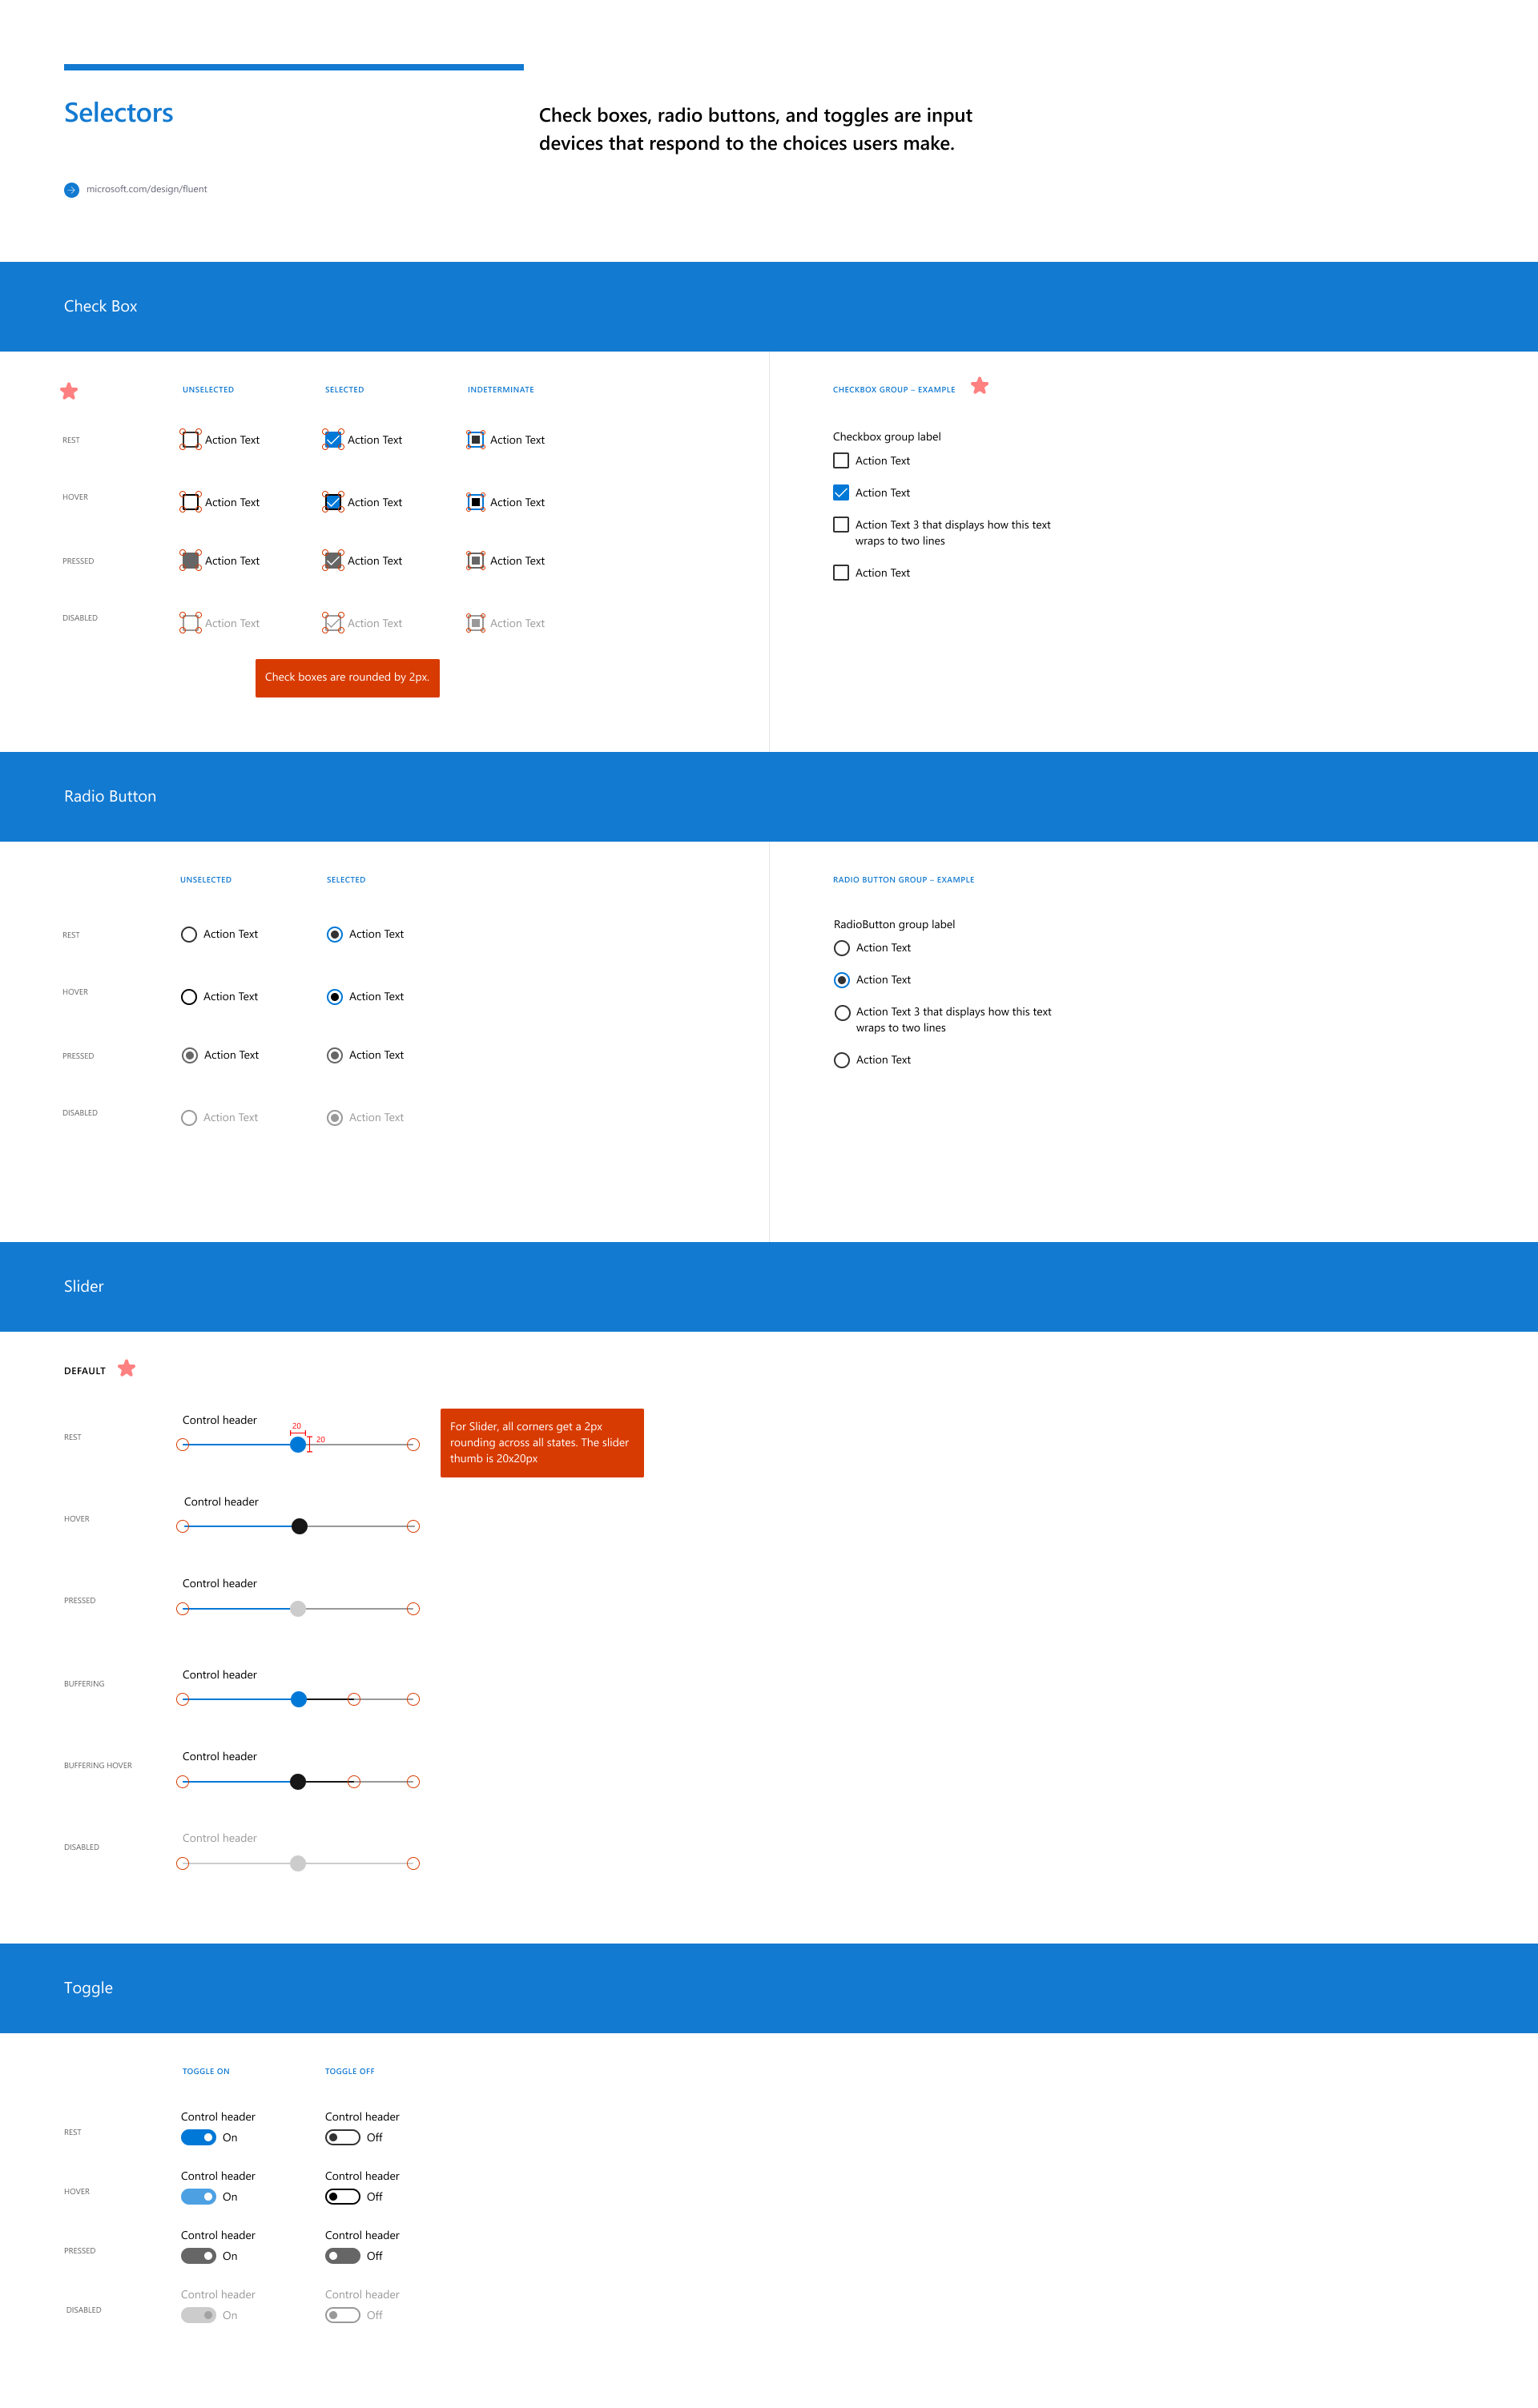 Selectors
Check boxes, radio buttons, and toggles are input
devices that respond to the choices users make.
microsoft.com/design/fluent
Check Box
UNSELECTED SELECTED INDETERMINATE
REST Action Text Action Text Action Text
HOVER Action Text Action Text Action Text
PRESSED Action Text Action Text Action Text
DISABLED Action Text Action Text Action Text
Check boxes are rounded by 2px.
CHECKBOX GROUP – EXAMPLE
Checkbox group label
Action Text
Action Text
Action Text 3 that displays how this text
wraps to two lines
Action Text
Radio Button
UNSELECTED SELECTED
REST Action Text Action Text
HOVER Action Text Action Text
PRESSED Action Text Action Text
DISABLED Action Text Action Text
RADIO BUTTON GROUP – EXAMPLE
RadioButton group label
Action Text
Action Text
Action Text 3 that displays how this text
wraps to two lines
Action Text
Slider
DEFAULT
Control header
REST
20
20
For Slider, all corners get a 2px
rounding across all states. The slider
thumb is 20x20px
Control header
HOVER
Control header
PRESSED
Control header
BUFFERING
Control header
BUFFERING HOVER
Control header
DISABLED
Toggle
TOGGLE ON TOGGLE OFF
Control header Control header
REST On Off
Control header Control header
HOVER On Off
Control header Control header
PRESSED On Off
Control header Control header
DISABLED On Off